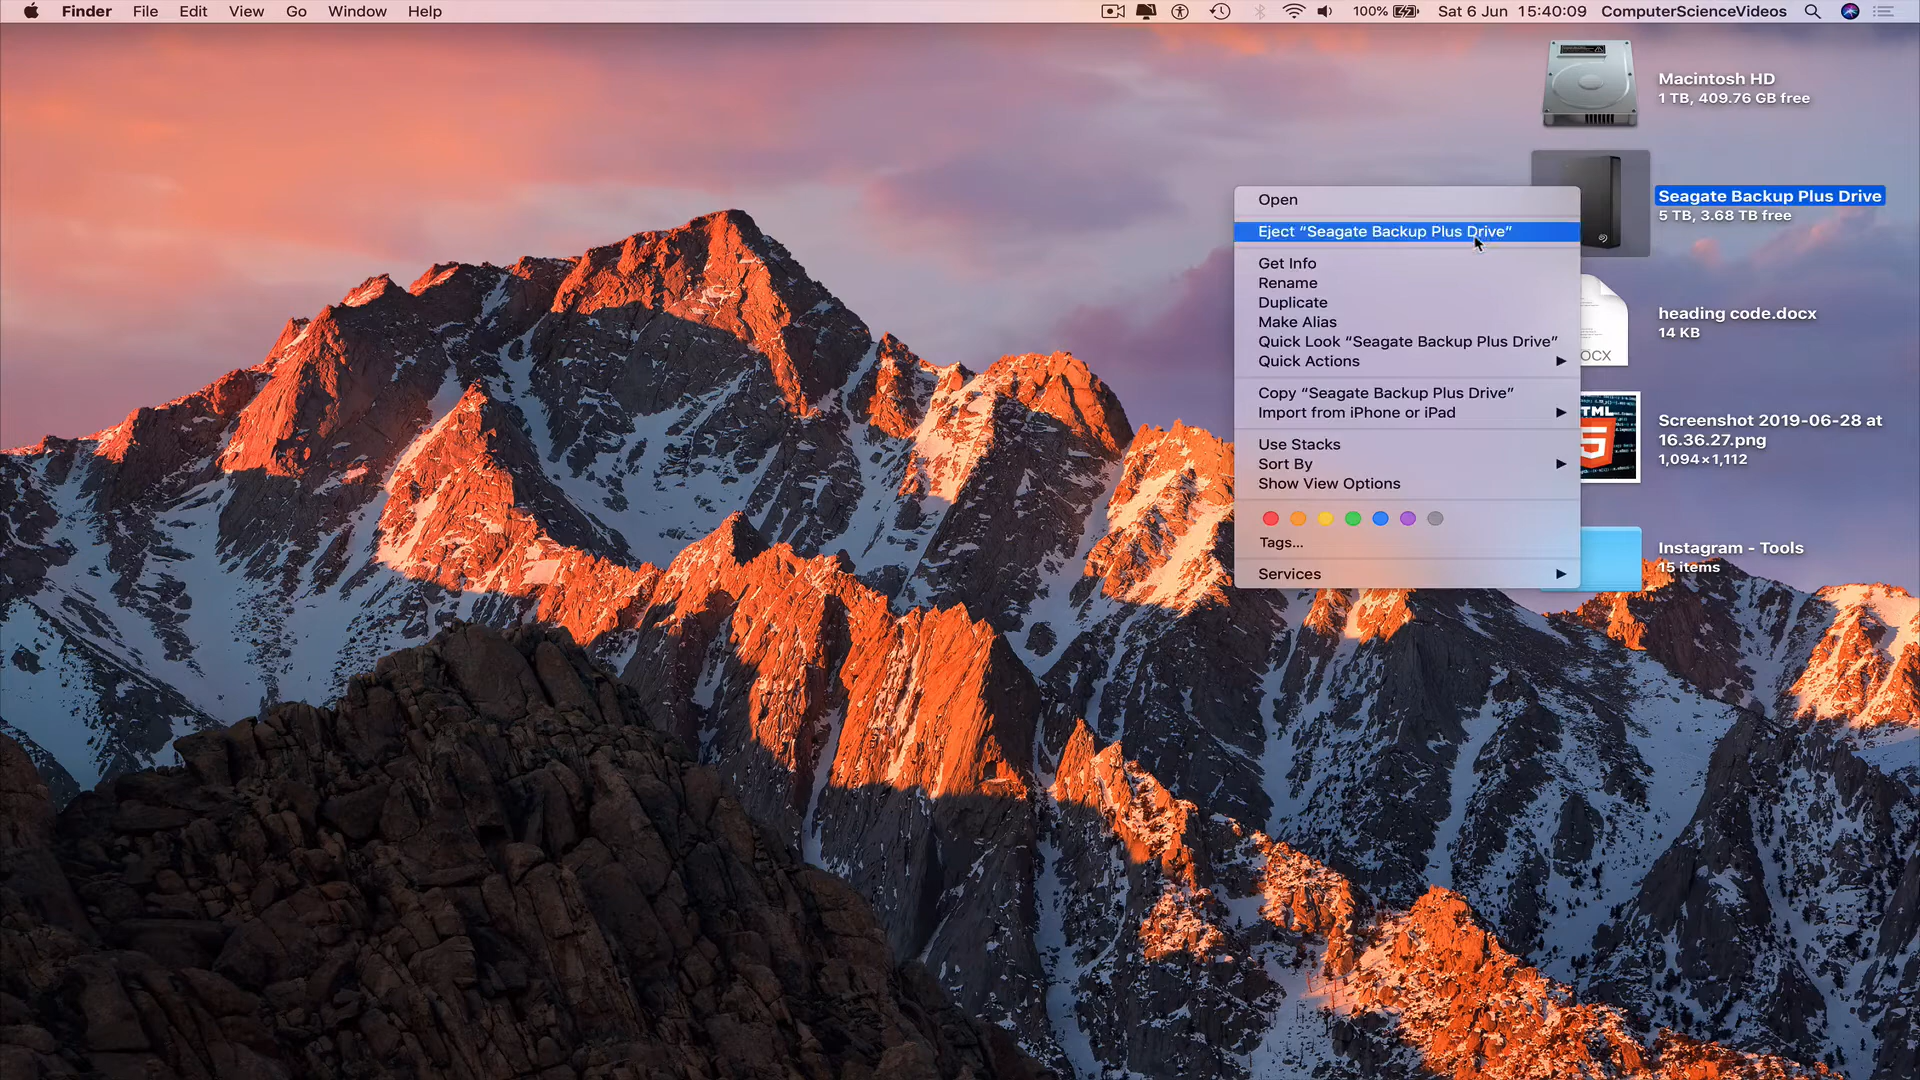 Finder File Edit View Go Window Help 100% Sat 6 Jun 15:40:09 ComputerScienceVideos
Macintosh HD
1 TB, 409.76 GB free
Seagate Backup Plus Drive
5 TB, 3.68 TB free
Open
Eject “Seagate Backup Plus Drive”
Get Info
Rename
Duplicate
Make Alias
Quick Look “Seagate Backup Plus Drive”
Quick Actions
Copy “Seagate Backup Plus Drive”
Import from iPhone or iPad
Use Stacks
Sort By
Show View Options
Tags...
Services
OCX
heading code.docx
14 KB
TML
5
Screenshot 2019-06-28 at
16.36.27.png
1,094×1,112
Instagram - Tools
15 items